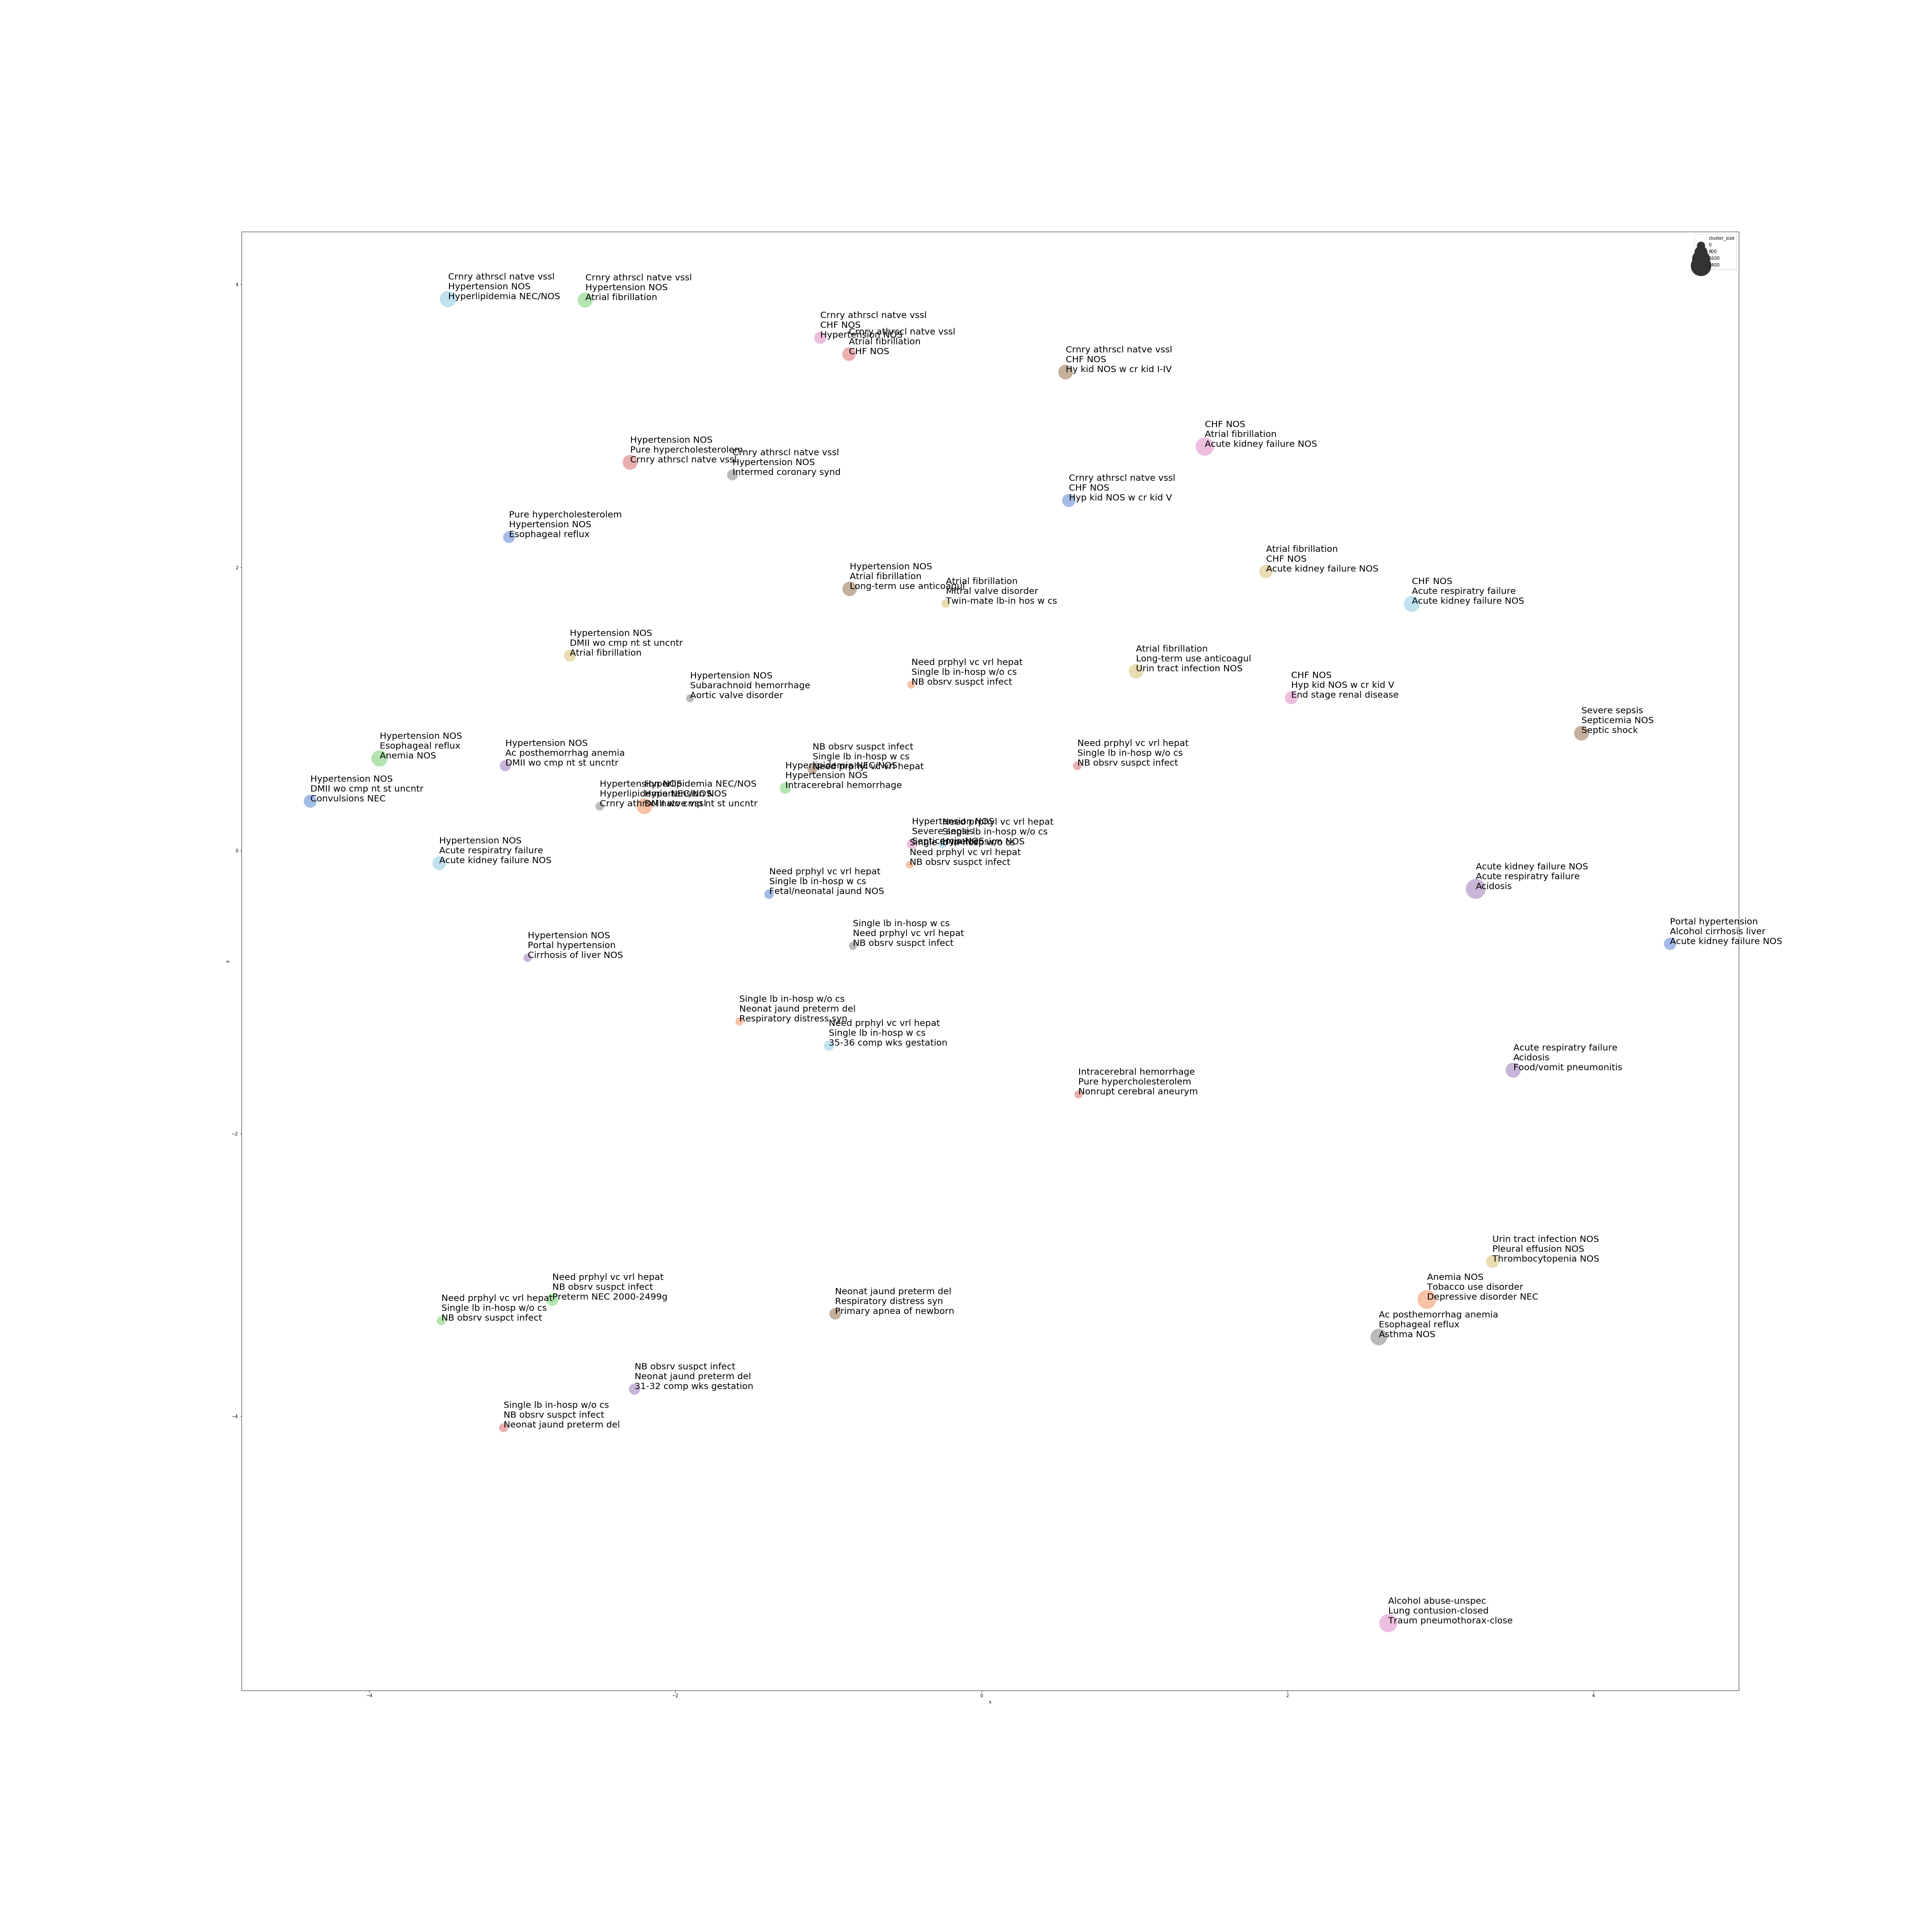 cluster_size
0
800
1600
2400
Crnry athrscl natve vssl
Hypertension NOS
Hyperlipidemia NEC/NOS
Crnry athrscl natve vssl
Hypertension NOS
Atrial fibrillation
Crnry athrscl natve vssl
CHF NOS
Hypertension NOS
Crnry athrscl natve vssl
Atrial fibrillation
CHF NOS
Crnry athrscl natve vssl
CHF NOS
Hy kid NOS w cr kid I-IV
CHF NOS
Atrial fibrillation
Acute kidney failure NOS
Hypertension NOS
Pure hypercholesterolem
Crnry athrscl natve vssl
Crnry athrscl natve vssl
Hypertension NOS
Intermed coronary synd
Crnry athrscl natve vssl
CHF NOS
Hyp kid NOS w cr kid V
Pure hypercholesterolem
Hypertension NOS
Esophageal reflux
Atrial fibrillation
CHF NOS
Acute kidney failure NOS
Hypertension NOS
Atrial fibrillation
Long-term use anticoagul
Atrial fibrillation
Mitral valve disorder
Twin-mate lb-in hos w cs
CHF NOS
Acute respiratry failure
Acute kidney failure NOS
Hypertension NOS
DMII wo cmp nt st uncntr
Atrial fibrillation
Atrial fibrillation
Long-term use anticoagul
Urin tract infection NOS
Need prphyl vc vrl hepat
Single lb in-hosp w/o cs
NB obsrv suspct infect
Hypertension NOS
Subarachnoid hemorrhage
Aortic valve disorder
CHF NOS
Hyp kid NOS w cr kid V
End stage renal disease
Severe sepsis
Septicemia NOS
Septic shock
Hypertension NOS
Esophageal reflux
Anemia NOS
Hypertension NOS
Ac posthemorrhag anemia
DMII wo cmp nt st uncntr
NB obsrv suspct infect
Single lb in-hosp w cs
Need prphyl vc vrl hepat
Need prphyl vc vrl hepat
Single lb in-hosp w/o cs
NB obsrv suspct infect
Hyperlipidemia NEC/NOS
Hypertension NOS
Intracerebral hemorrhage
Hypertension NOS
DMII wo cmp nt st uncntr
Convulsions NEC
Hypertension NOS
Hyperlipidemia NEC/NOS
Crnry athrscl natve vssl
Hyperlipidemia NEC/NOS
Hypertension NOS
DMII wo cmp nt st uncntr
Hypertension NOS
Severe sepsis
Septicemia NOS
Need prphyl vc vrl hepat
Single lb in-hosp w/o cs
Hypertension NOS
Single lb in-hosp w/o cs
Need prphyl vc vrl hepat
NB obsrv suspct infect
Hypertension NOS
Acute respiratry failure
Acute kidney failure NOS
Need prphyl vc vrl hepat
Single lb in-hosp w cs
Fetal/neonatal jaund NOS
Acute kidney failure NOS
Acute respiratry failure
Acidosis
Single lb in-hosp w cs
Need prphyl vc vrl hepat
NB obsrv suspct infect
Portal hypertension
Alcohol cirrhosis liver
Acute kidney failure NOS
Hypertension NOS
Portal hypertension
Cirrhosis of liver NOS
Single lb in-hosp w/o cs
Neonat jaund preterm del
Respiratory distress syn
Need prphyl vc vrl hepat
Single lb in-hosp w cs
35-36 comp wks gestation
Acute respiratry failure
Acidosis
Food/vomit pneumonitis
Intracerebral hemorrhage
Pure hypercholesterolem
Nonrupt cerebral aneurym
Urin tract infection NOS
Pleural effusion NOS
Thrombocytopenia NOS
Need prphyl vc vrl hepat
NB obsrv suspct infect
Preterm NEC 2000-2499g
Anemia NOS
Tobacco use disorder
Depressive disorder NEC
Need prphyl vc vrl hepat
Single lb in-hosp w/o cs
NB obsrv suspct infect
Neonat jaund preterm del
Respiratory distress syn
Primary apnea of newborn
Ac posthemorrhag anemia
Esophageal reflux
Asthma NOS
NB obsrv suspct infect
Neonat jaund preterm del
31-32 comp wks gestation
Single lb in-hosp w/o cs
NB obsrv suspct infect
Neonat jaund preterm del
Alcohol abuse-unspec
Lung contusion-closed
Traum pneumothorax-close
4
2
0
−2
−4
y
−4
−2
0
2
4
x